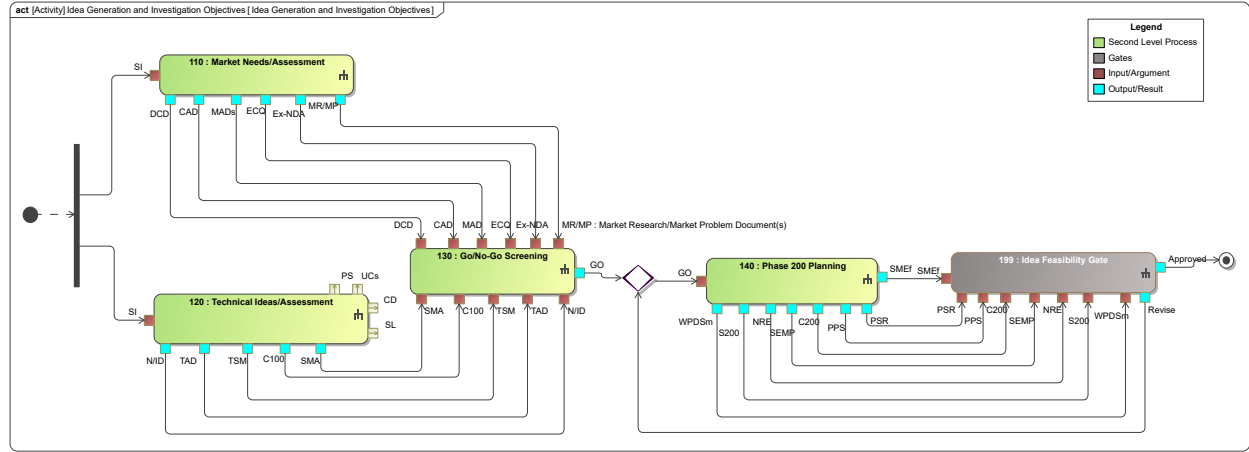 act [Activity] Idea Generation and Investigation Objectives [ Idea Generation and Investigation Objectives ]
Legend
Second Level Process
Gates
Input/Argument
Output/Result
SI
110 : Market Needs/Assessment
DCD
CAD
MADs
ECQ
Ex-NDA
MR/MP
DCD
CAD
MAD
ECQ
Ex-NDA
MR/MP : Market Research/Market Problem Document(s)
130 : Go/No-Go Screening
GO
SMA
C100
TSM
TAD
N/ID
SI
120 : Technical Ideas/Assessment
PS
UCs
CD
SL
N/ID
TAD
TSM
C100
SMA
GO
140 : Phase 200 Planning
SMEf
WPDSm
S200
NRE
SEMP
C200
PPS
PSR
SMEf
199 : Idea Feasibility Gate
Approved
PSR
PPS
C200
SEMP
NRE
S200
WPDSm
Revise